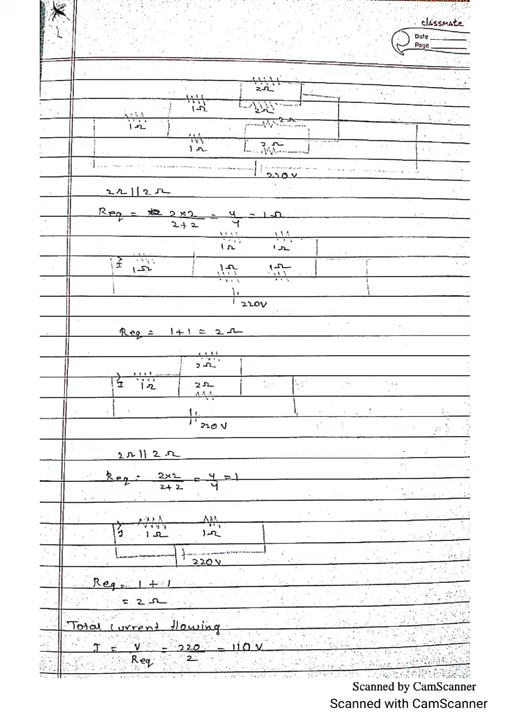 classmate
Date
Page
2Ω
1Ω 2Ω
1Ω 2Ω
1Ω 2Ω
220V
2Ω || 2Ω
Req = 2×2/2+2 = 4/4 = 1Ω
1Ω 1Ω
I 1Ω 1Ω 1Ω
220V
Req = 1+1 = 2Ω
2Ω
I 1Ω 2Ω
220V
2Ω || 2Ω
Req = 2×2/2+2 = 4/4 = 1
I 1Ω 1Ω
220V
Req = 1 + 1
= 2Ω
Total current flowing
I = V/Req = 220/2 = 110 V
Scanned by CamScanner
Scanned with CamScanner